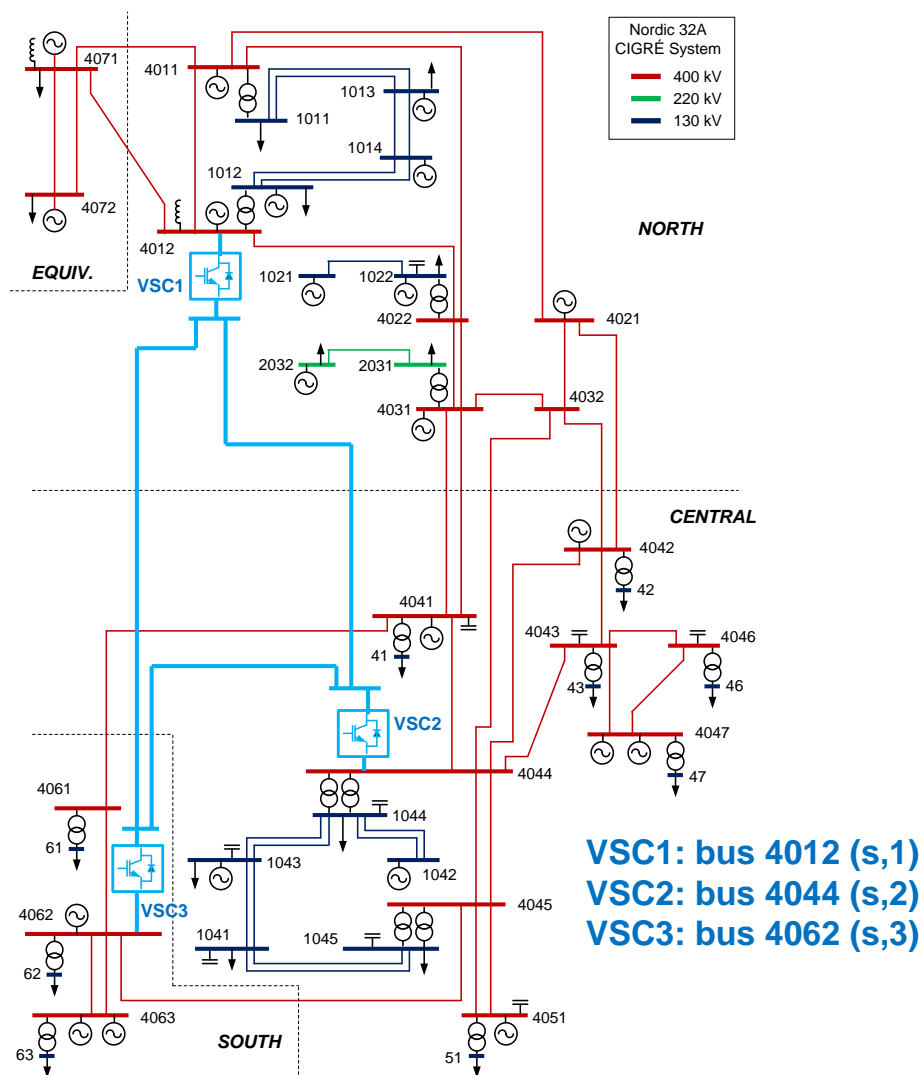 Nordic 32A
CIGRÉ System
400 kV
220 kV
130 kV
4071
4011
1013
1011
1014
1012
4072
4012
EQUIV.
NORTH
VSC1
1021
1022
4022
4021
2032
2031
4031
4032
CENTRAL
4042
42
4041
41
4043
43
4046
46
VSC2
4047
47
4044
4061
61
1044
1043
1042
VSC3
4062
62
4045
1041
1045
4063
63
SOUTH
4051
51
VSC1: bus 4012 (s,1)
VSC2: bus 4044 (s,2)
VSC3: bus 4062 (s,3)